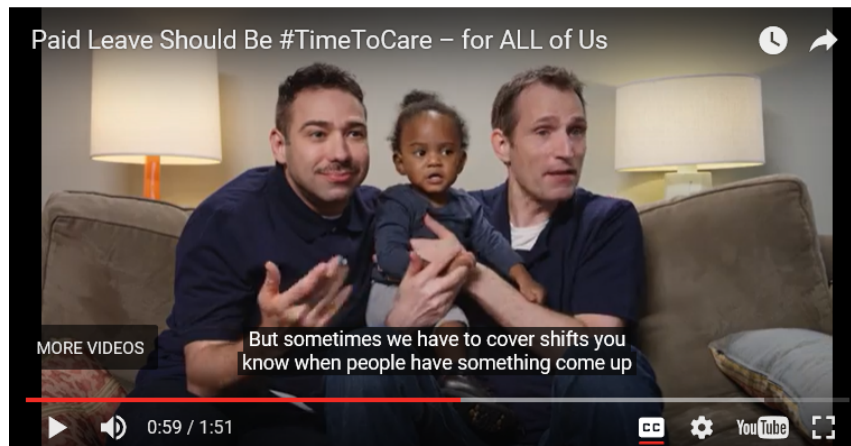 Paid Leave Should Be #TimeToCare – for ALL of Us
MORE VIDEOS
But sometimes we have to cover shifts you
know when people have something come up
0:59 / 1:51
CC
YouTube